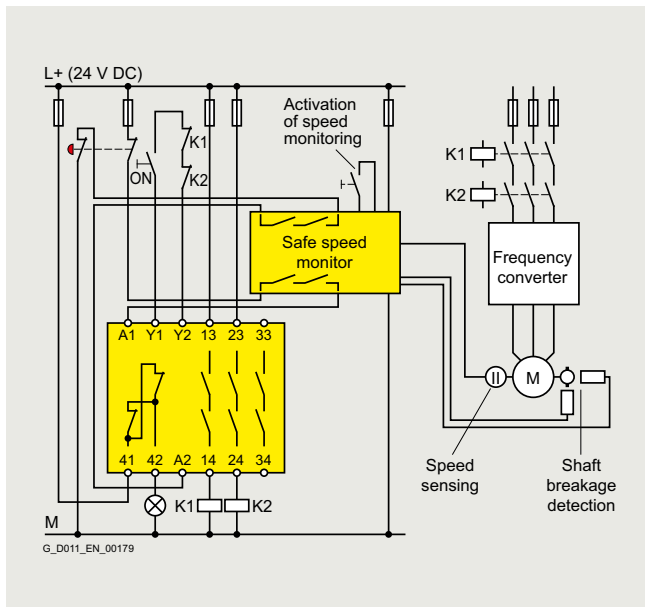 L+ (24 V DC)
Activation
of speed
monitoring
K1
K1
ON
K2
K2
Safe speed
monitor
Frequency
converter
A1 Y1 Y2 13 23 33
M
41 42 A2 14 24 34
Speed
sensing
Shaft
breakage
detection
K1
K2
M
G_D011_EN_00179